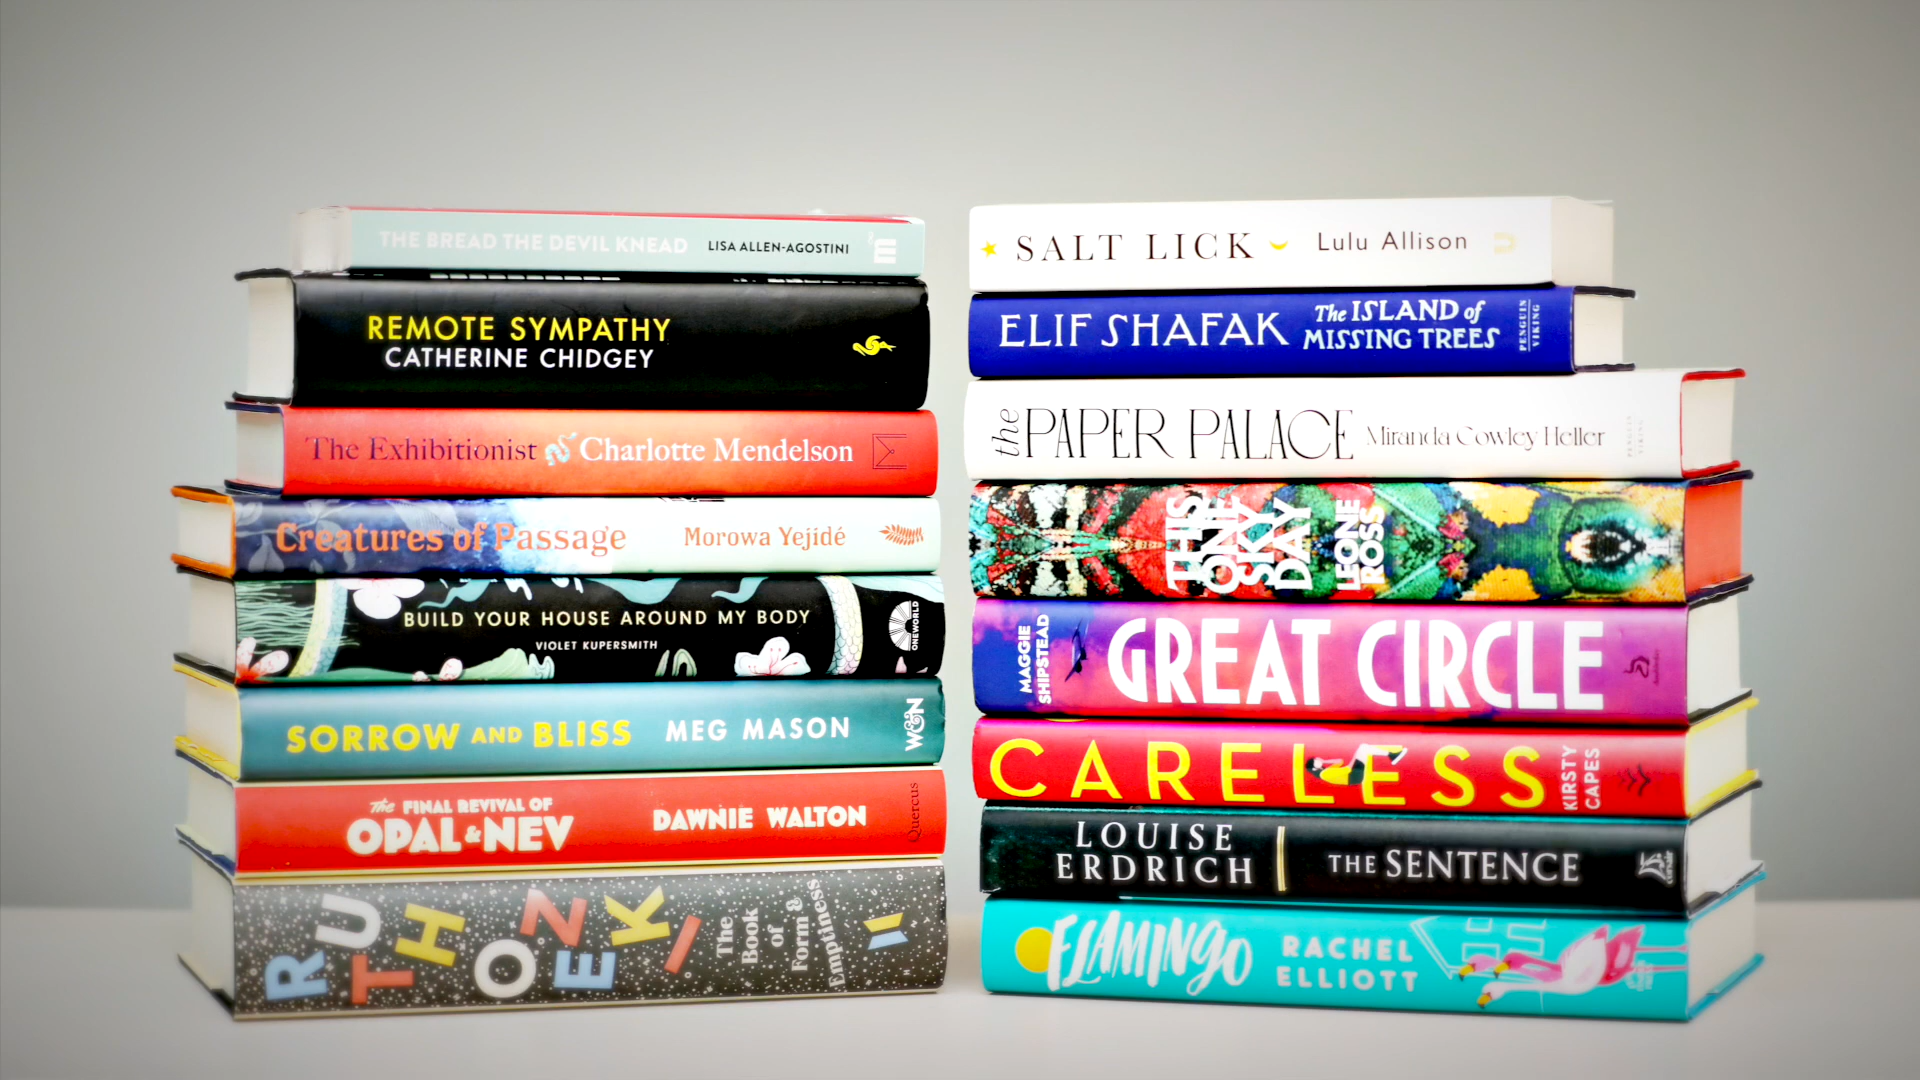 THE BREAD THE DEVIL KNEAD LISA ALLEN-AGOSTINI
REMOTE SYMPATHY
CATHERINE CHIDGEY
The Exhibitionist Charlotte Mendelson
Creatures of Passage Morowa Yejidé
BUILD YOUR HOUSE AROUND MY BODY
VIOLET KUPERSMITH
ONEWORLD
SORROW AND BLISS MEG MASON W&N
The FINAL REVIVAL OF
OPAL & NEV
DAWNIE WALTON
Quercus
RUTH OZEKI
The
Book
of
Form &
Emptiness
SALT LICK Lulu Allison
ELIF SHAFAK
The ISLAND of
MISSING TREES
PENGUIN
VIKING
the PAPER PALACE Miranda Cowley Heller
PENGUIN
VIKING
THIS
ONE
SKY
DAY
LEONE
ROSS
MAGGIE
SHIPSTEAD
GREAT CIRCLE
CARELESS
KIRSTY
CAPES
LOUISE
ERDRICH
THE SENTENCE
corsair
FLAMINGO
RACHEL
ELLIOTT